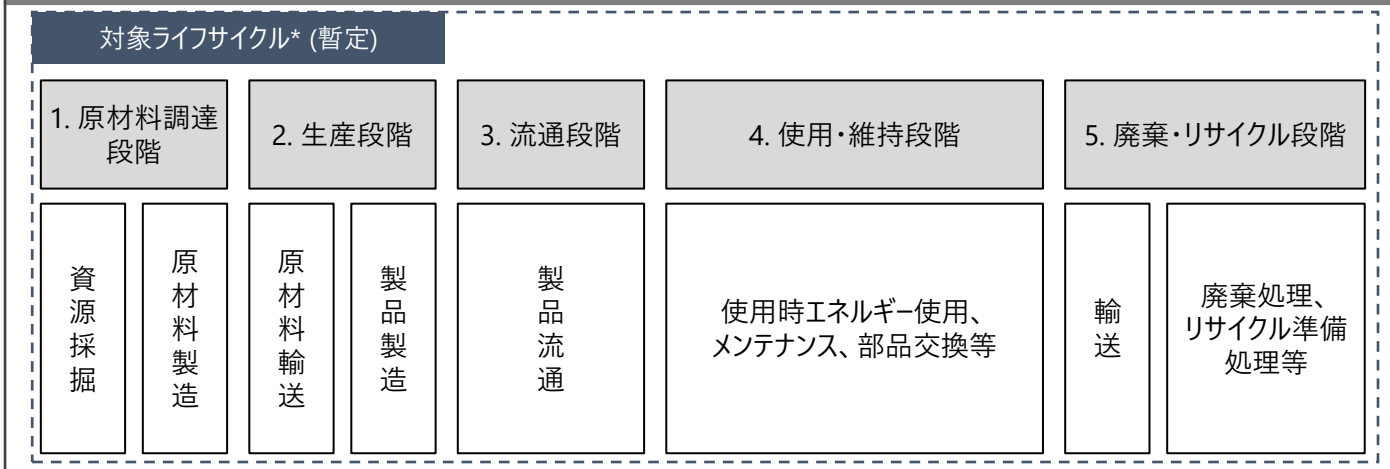 対象ライフサイクル* (暫定)
1. 原材料調達
段階
2. 生産段階
3. 流通段階
4. 使用・維持段階
5. 廃棄・リサイクル段階
資源採掘
原材料製造
原材料輸送
製品製造
製品流通
使用時エネルギー使用、
メンテナンス、部品交換等
輸送
廃棄処理、
リサイクル準備
処理等